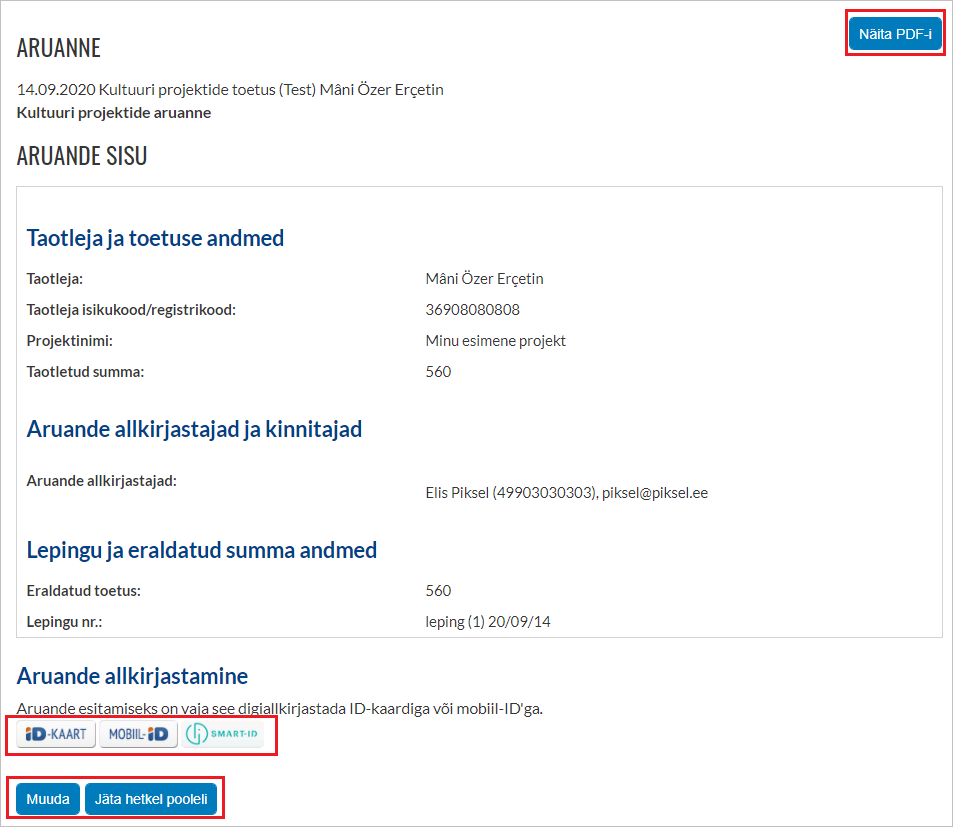 Näita PDF-i
ARUANNE
14.09.2020 Kultuuri projektide toetus (Test) Mâni Özer Erçetin
Kultuuri projektide aruanne
ARUANDE SISU
Taotleja ja toetuse andmed
Taotleja: Mâni Özer Erçetin
Taotleja isikukood/registrikood: 36908080808
Projektinimi: Minu esimene projekt
Taotletud summa: 560
Aruande allkirjastajad ja kinnitajad
Aruande allkirjastajad:
Elis Piksel (49903030303), piksel@piksel.ee
Lepingu ja eraldatud summa andmed
Eraldatud toetus: 560
Lepingu nr.: leping (1) 20/09/14
Aruande allkirjastamine
Aruande esitamiseks on vaja see digiallkirjastada ID-kaardiga või mobiil-ID'ga.
iD-KAART MOBIIL-iD SMART-ID
Muuda Jäta hetkel pooleli